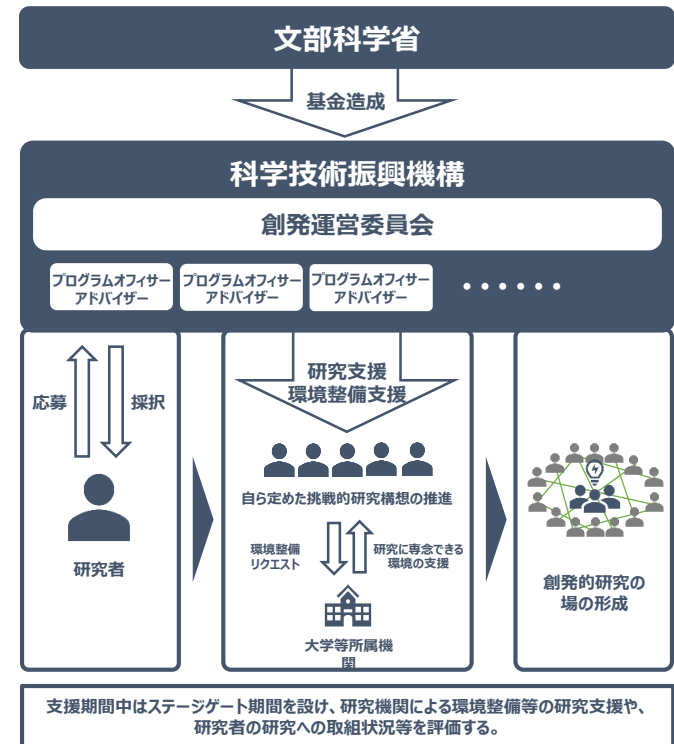 文部科学省
基金造成
科学技術振興機構
創発運営委員会
プログラムオフィサー
アドバイザー
プログラムオフィサー
アドバイザー
プログラムオフィサー
アドバイザー
・・・・・・
応募
採択
研究者
研究支援
環境整備支援
自ら定めた挑戦的研究構想の推進
環境整備
リクエスト
研究に専念できる
環境の支援
大学等所属機
関
創発的研究の
場の形成
支援期間中はステージゲート期間を設け、研究機関による環境整備等の研究支援や、
研究者の研究への取組状況等を評価する。